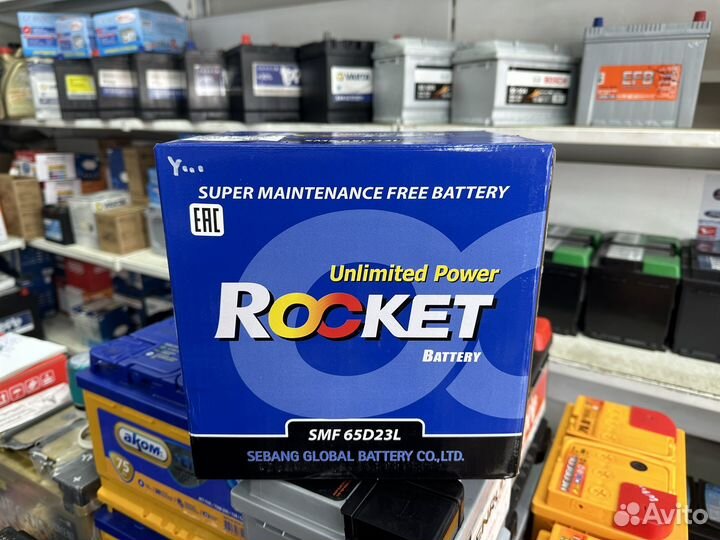 Y...
SUPER MAINTENANCE FREE BATTERY
EAC
Unlimited Power
ROCKET
BATTERY
SMF 65D23L
SEBANG GLOBAL BATTERY CO.,LTD.
VARTA
BOSCH
EFB
akom
75
Avito